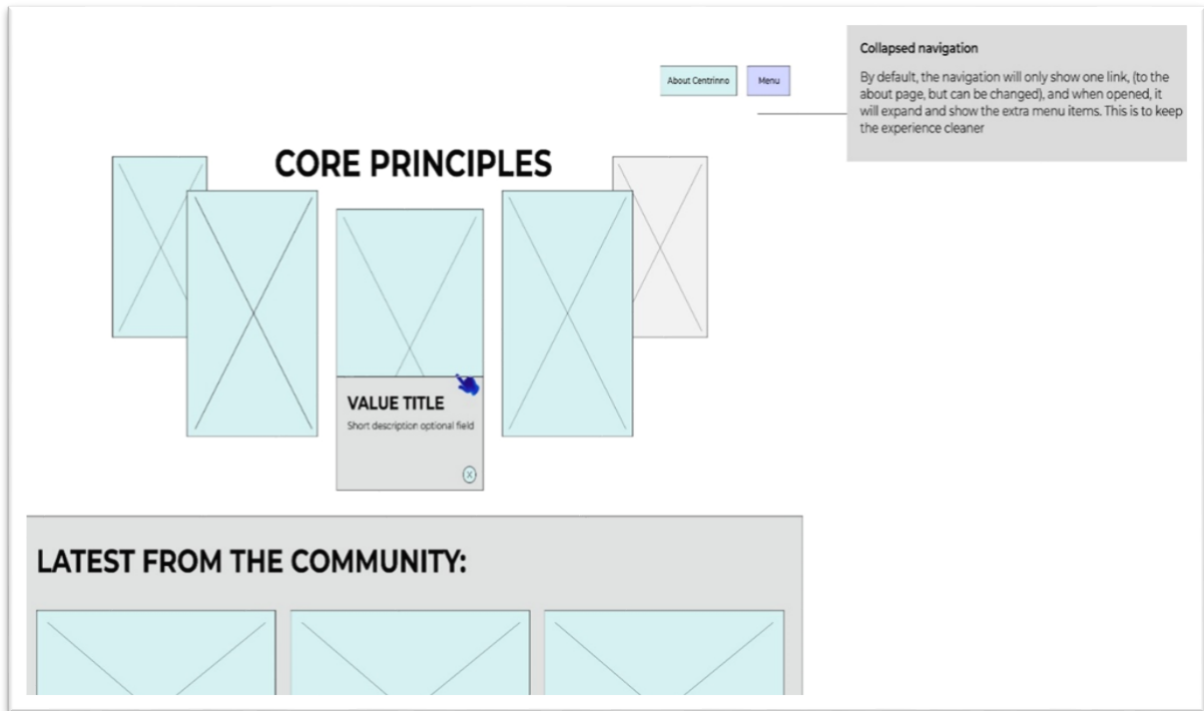 Collapsed navigation
About Centrinno
Menu
By default, the navigation will only show one link, (to the
about page, but can be changed), and when opened, it
will expand and show the extra menu items. This is to keep
the experience cleaner
CORE PRINCIPLES
VALUE TITLE
Short description optional field
X
LATEST FROM THE COMMUNITY: